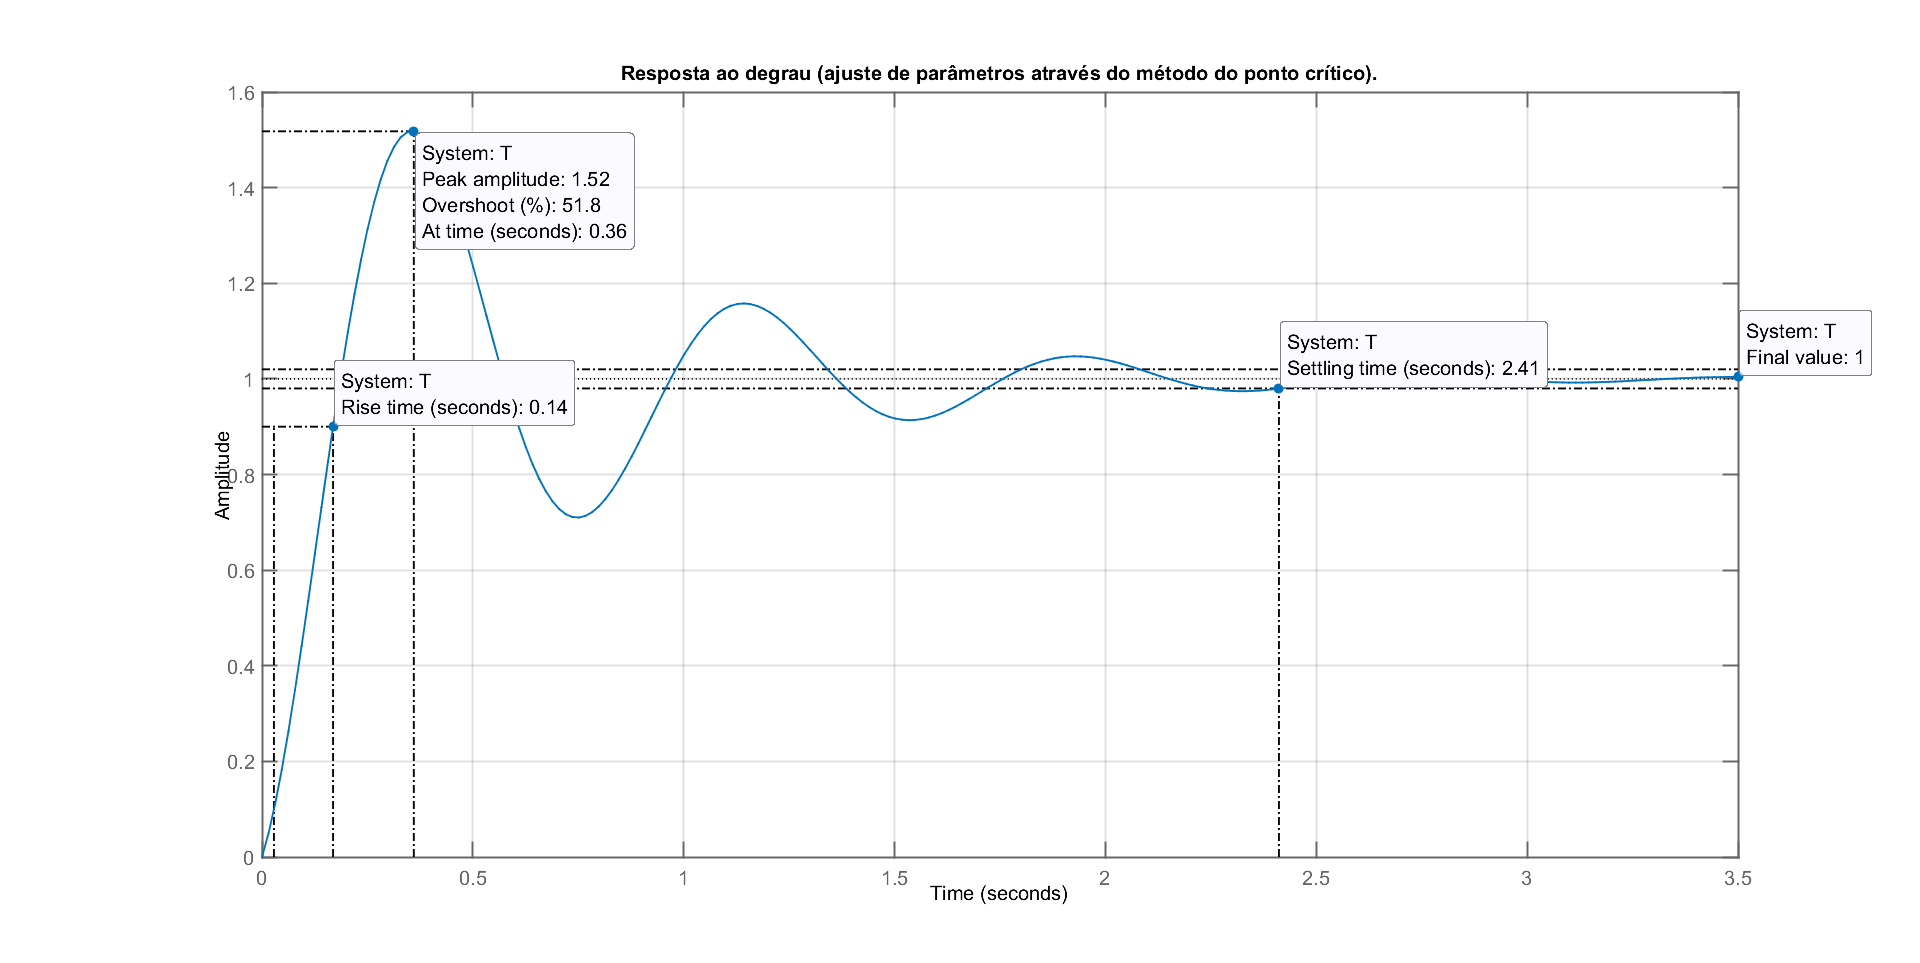 Resposta ao degrau (ajuste de parâmetros através do método do ponto crítico).
1.6
1.4
1.2
1
0.8
0.6
0.4
0.2
0
Amplitude
System: T
Peak amplitude: 1.52
Overshoot (%): 51.8
At time (seconds): 0.36
System: T
Rise time (seconds): 0.14
System: T
Settling time (seconds): 2.41
System: T
Final value: 1
0 0.5 1 1.5 2 2.5 3 3.5
Time (seconds)